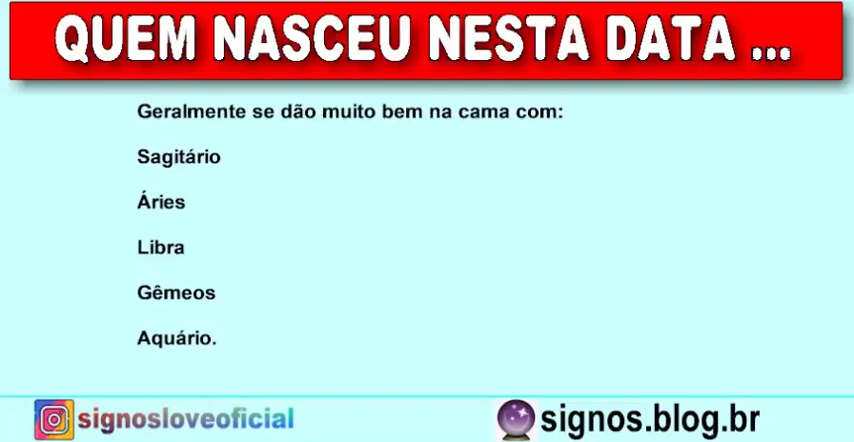 QUEM NASCEU NESTA DATA ...
Geralmente se dão muito bem na cama com:
Sagitário
Áries
Libra
Gêmeos
Aquário.
signosloveoficial
signos.blog.br